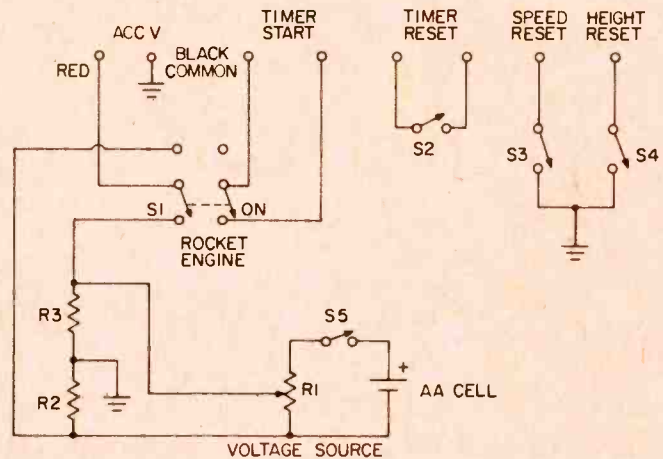 TIMER
START
TIMER
RESET
SPEED
RESET
HEIGHT
RESET
ACC V
BLACK
COMMON
RED
S2
S3
S4
S1
ON
ROCKET
ENGINE
R3
S5
+
R2
R1
AA CELL
VOLTAGE SOURCE